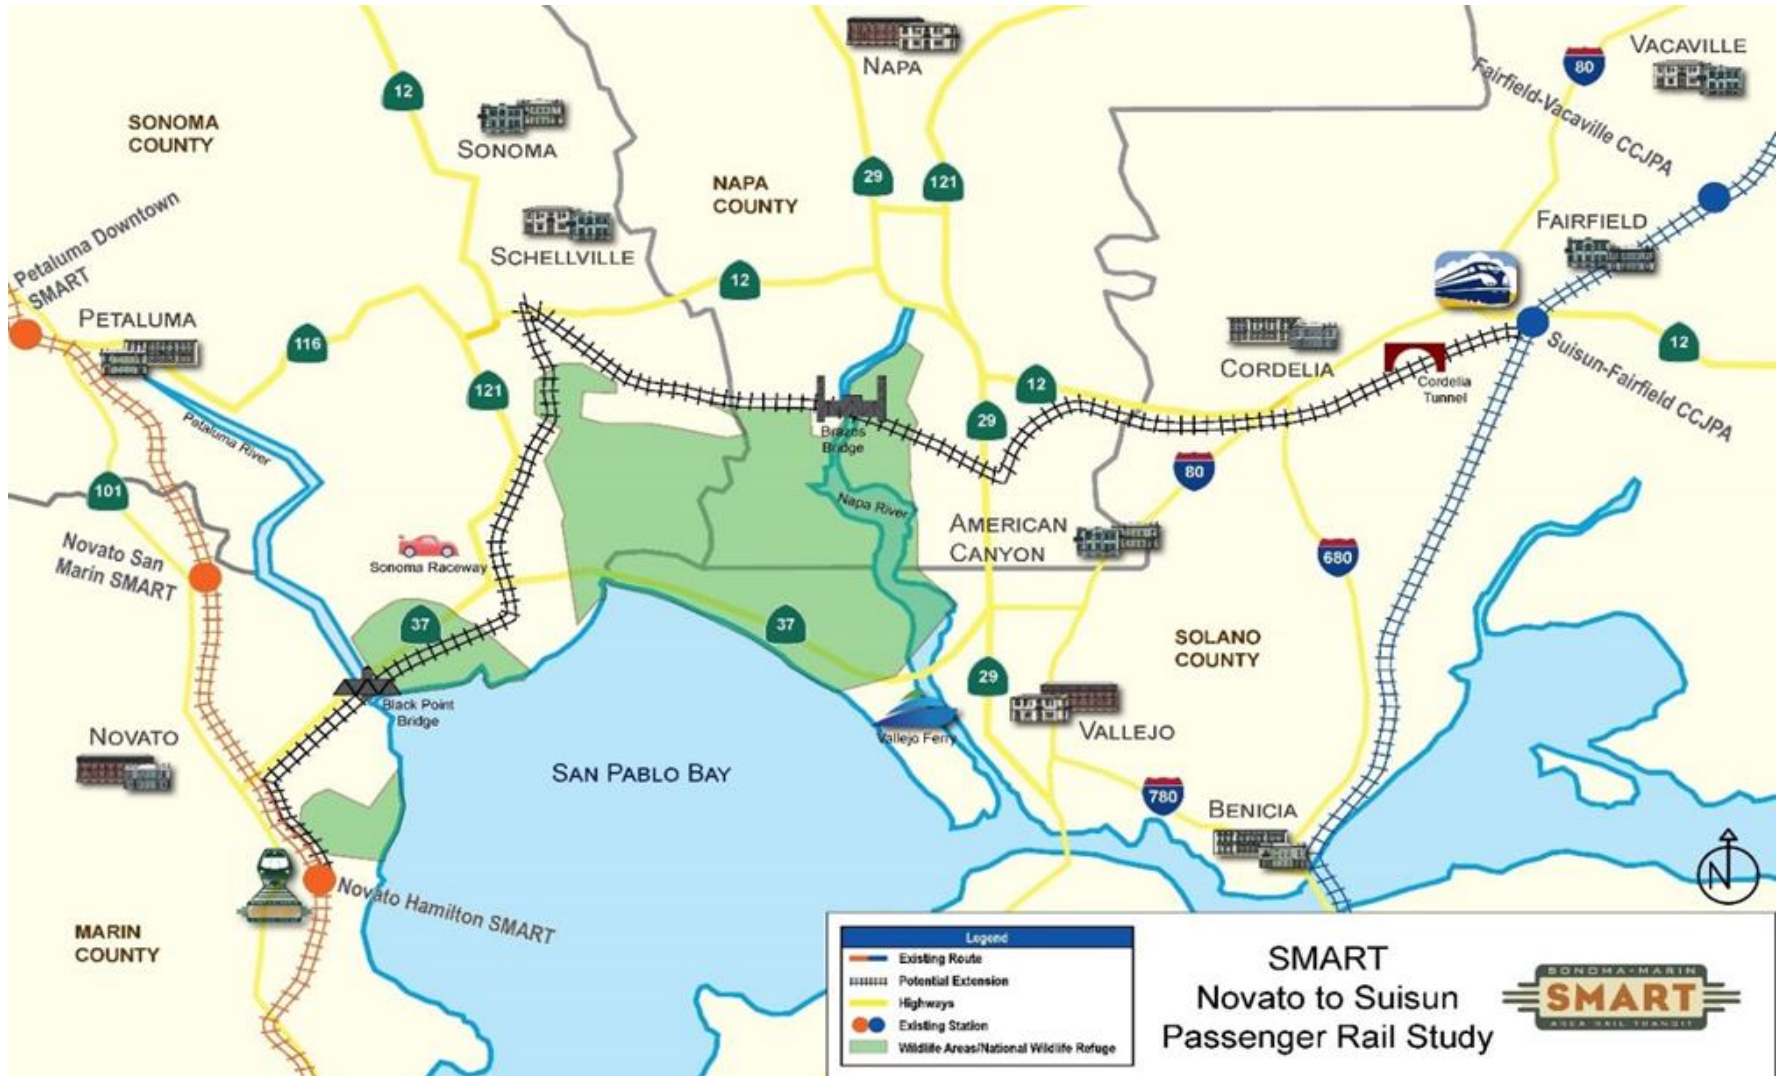 NAPA
VACAVILLE
80
Fairfield-Vacaville CCJPA
12
SONOMA
COUNTY
SONOMA
NAPA
COUNTY
29
121
Petaluma Downtown
SMART
SCHELLVILLE
FAIRFIELD
12
PETALUMA
116
121
12
CORDELIA
Cordelia
Tunnel
12
Suisun-Fairfield CCJPA
Petaluma River
Brazos
Bridge
29
80
101
Napa River
AMERICAN
CANYON
680
Novato San
Marin SMART
Sonoma Raceway
37
37
SOLANO
COUNTY
29
Black Point
Bridge
Vallejo Ferry
VALLEJO
NOVATO
SAN PABLO BAY
780
BENICIA
N
Novato Hamilton SMART
MARIN
COUNTY
Legend
Existing Route
Potential Extension
Highways
Existing Station
Wildlife Areas/National Wildlife Refuge
SMART
Novato to Suisun
Passenger Rail Study
SONOMA-MARIN
SMART
AREA RAIL TRANSIT